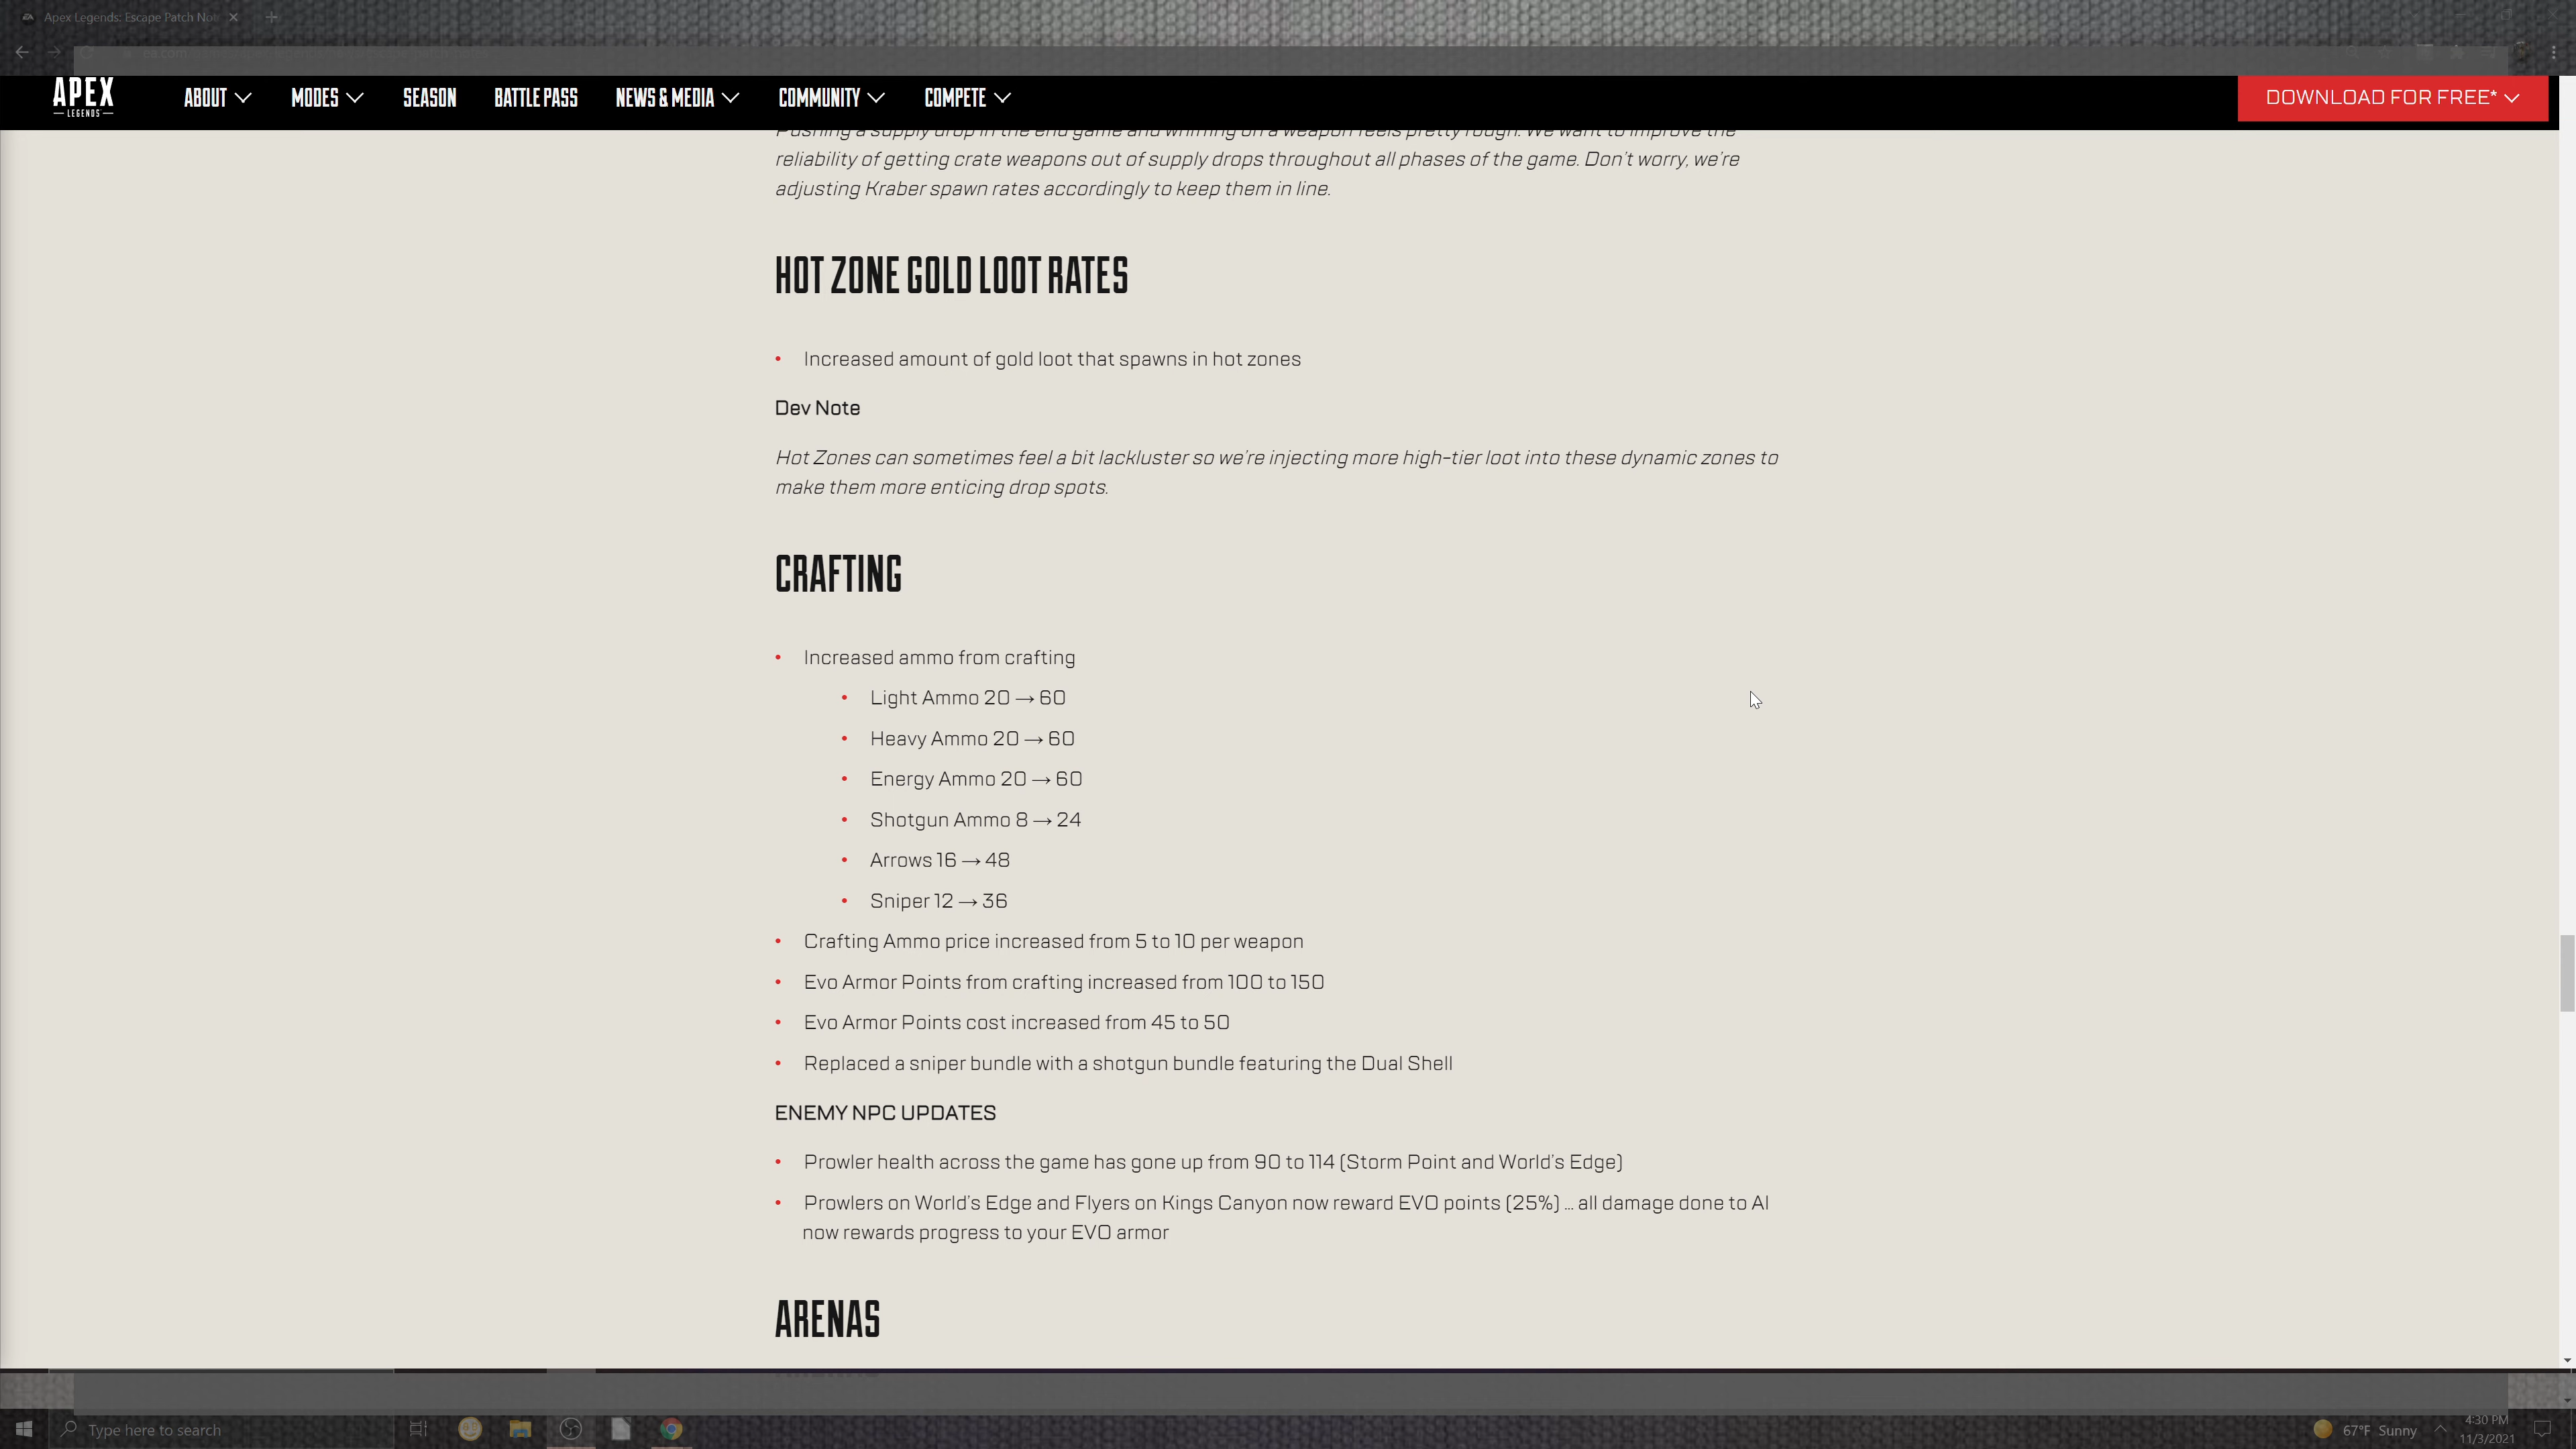 Apex Legends: Escape Patch Not
APEX
LEGENDS
ABOUT MODES SEASON BATTLE PASS NEWS & MEDIA COMMUNITY COMPETE DOWNLOAD FOR FREE*
Pushing a supply drop in the end game and whiffing on a weapon feels pretty rough. We want to improve the
reliability of getting crate weapons out of supply drops throughout all phases of the game. Don't worry, we're
adjusting Kraber spawn rates accordingly to keep them in line.
HOT ZONE GOLD LOOT RATES
• Increased amount of gold loot that spawns in hot zones
Dev Note
Hot Zones can sometimes feel a bit lackluster so we're injecting more high-tier loot into these dynamic zones to
make them more enticing drop spots.
CRAFTING
• Increased ammo from crafting
• Light Ammo 20 → 60
• Heavy Ammo 20 → 60
• Energy Ammo 20 → 60
• Shotgun Ammo 8 → 24
• Arrows 16 → 48
• Sniper 12 → 36
• Crafting Ammo price increased from 5 to 10 per weapon
• Evo Armor Points from crafting increased from 100 to 150
• Evo Armor Points cost increased from 45 to 50
• Replaced a sniper bundle with a shotgun bundle featuring the Dual Shell
ENEMY NPC UPDATES
• Prowler health across the game has gone up from 90 to 114 (Storm Point and World's Edge)
• Prowlers on World's Edge and Flyers on Kings Canyon now reward EVO points (25%) ... all damage done to AI
now rewards progress to your EVO armor
ARENAS
Type here to search
67°F Sunny
4:30 PM
11/3/2021